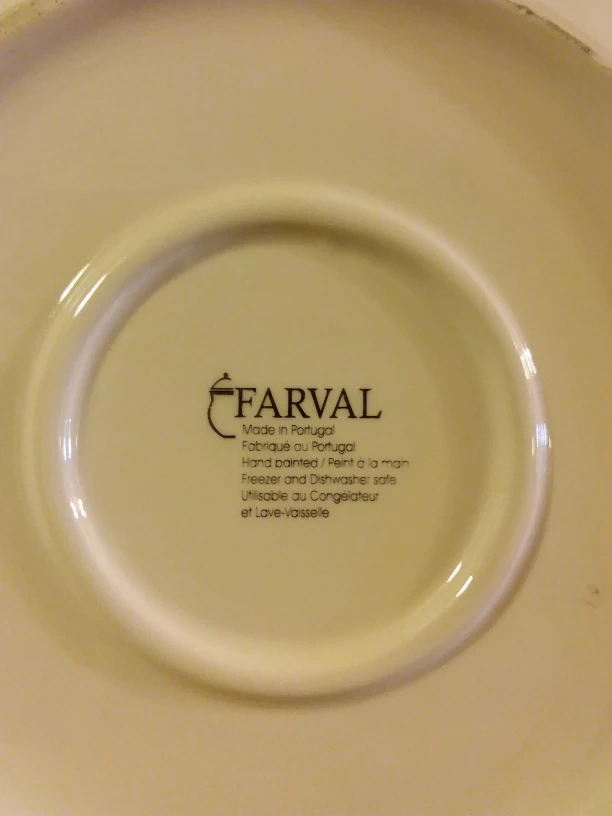 FARVAL
Made in Portugal
Fabriqué au Portugal
Hand painted / Peint à la main
Freezer and Dishwasher safe
Utilisable au Congélateur
et Lave-Vaisselle